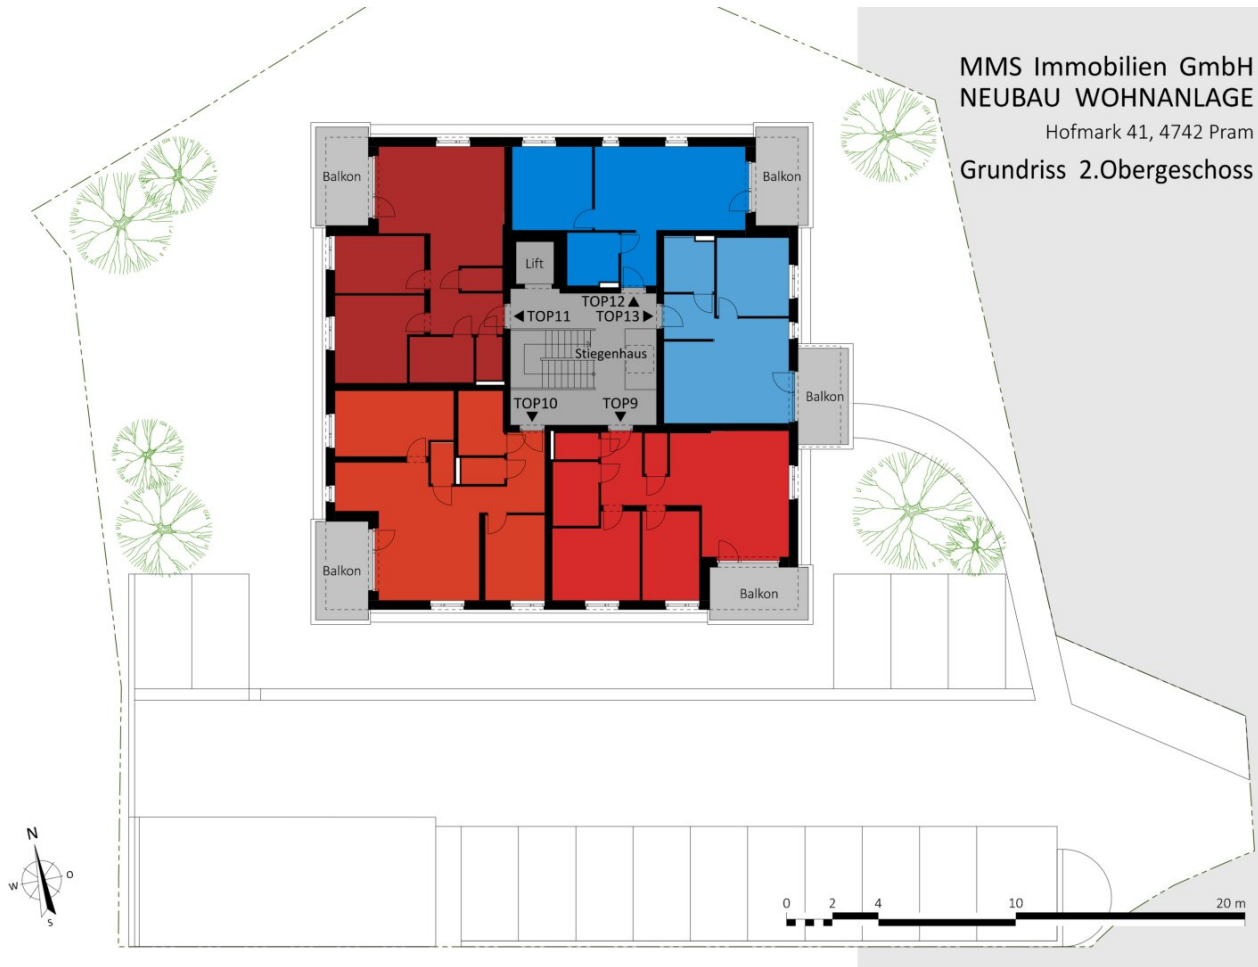 MMS Immobilien GmbH
NEUBAU WOHNANLAGE
Hofmark 41, 4742 Pram
Grundriss 2.Obergeschoss
Balkon
Balkon
Lift
TOP12
TOP11
TOP13
Stiegenhaus
Balkon
TOP10
TOP9
Balkon
Balkon
N
W
O
S
0 2 4 10 20 m